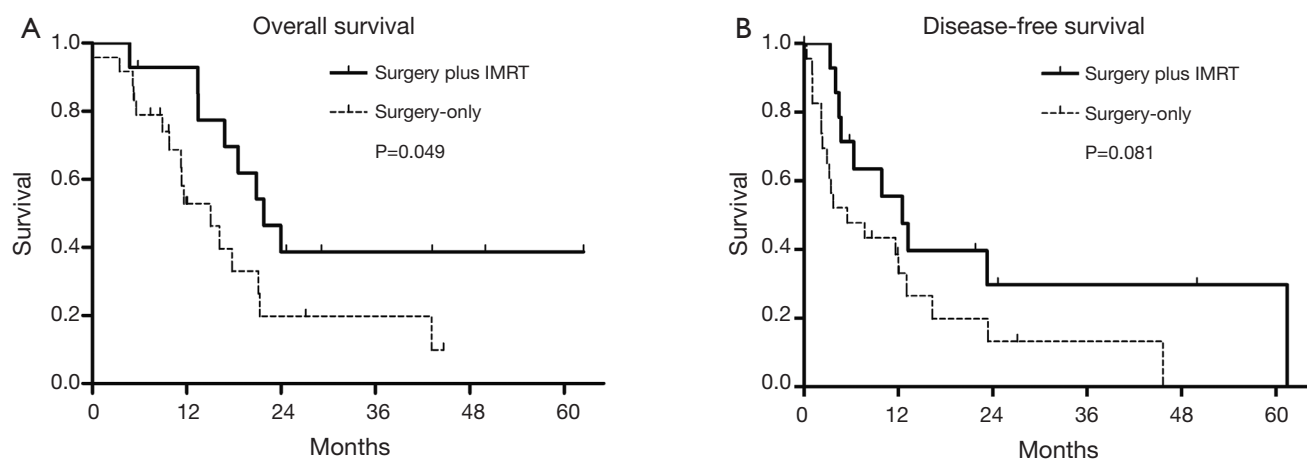 A
Overall survival
1.0
0.8
0.6
0.4
0.2
0.0
Survival
Surgery plus IMRT
Surgery-only
P=0.049
0 12 24 36 48 60
Months
B
Disease-free survival
1.0
0.8
0.6
0.4
0.2
0.0
Survival
Surgery plus IMRT
Surgery-only
P=0.081
0 12 24 36 48 60
Months